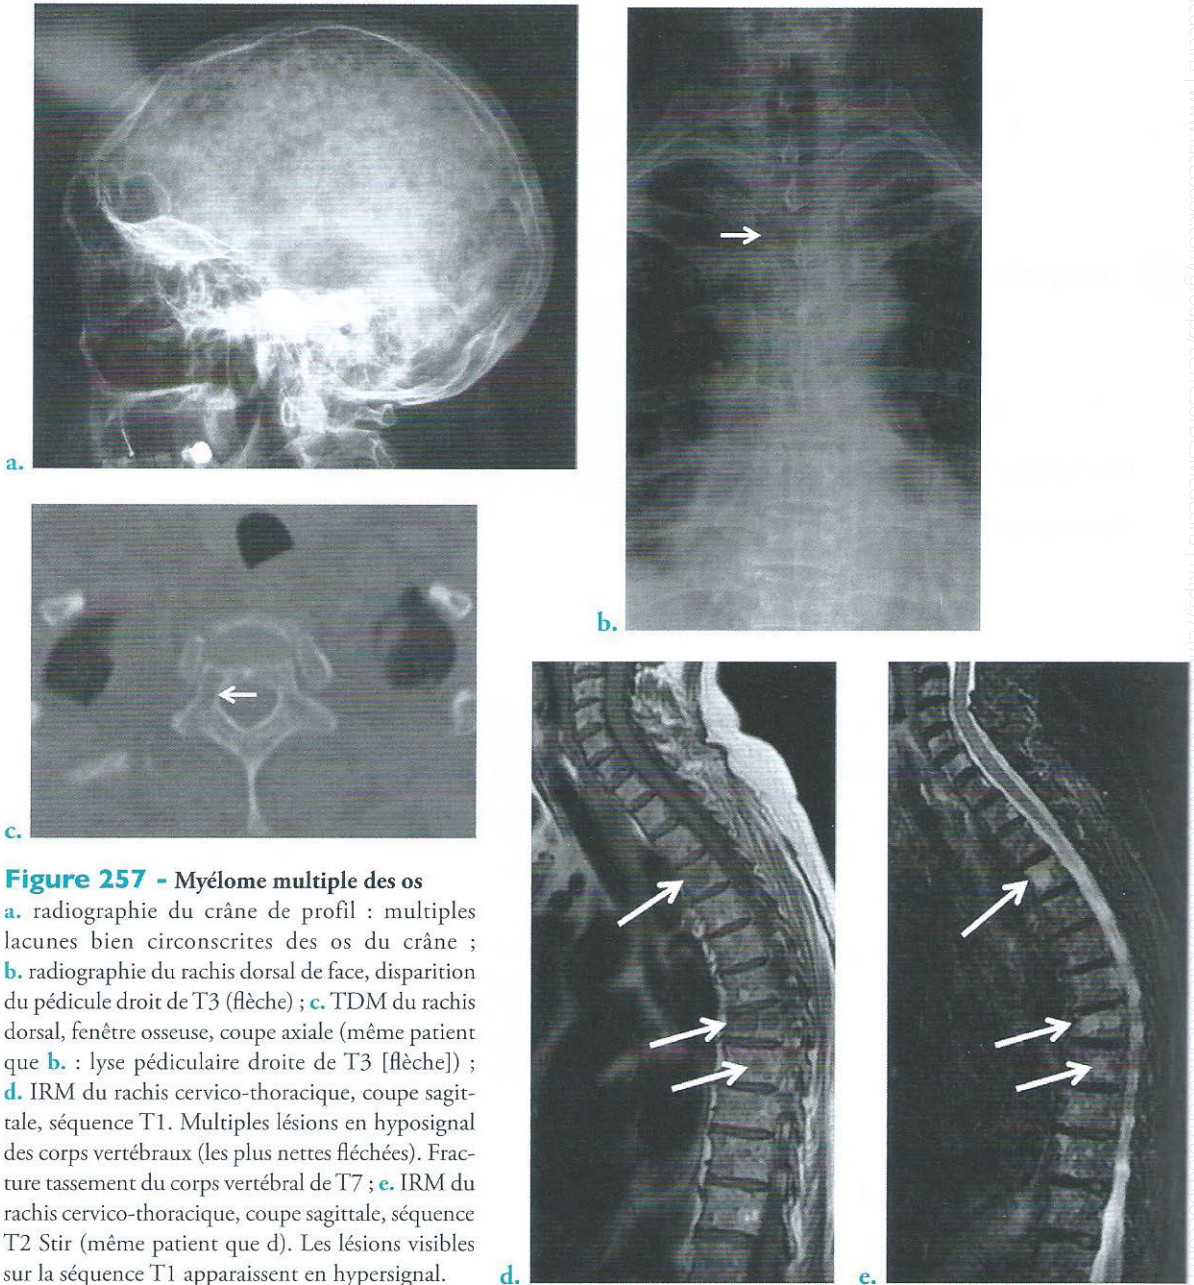 a.
b.
c.
Figure 257 - Myélome multiple des os
a. radiographie du crâne de profil : multiples
lacunes bien circonscrites des os du crâne ;
b. radiographie du rachis dorsal de face, disparition
du pédicule droit de T3 (flèche) ; c. TDM du rachis
dorsal, fenêtre osseuse, coupe axiale (même patient
que b. : lyse pédiculaire droite de T3 [flèche]) ;
d. IRM du rachis cervico-thoracique, coupe sagit-
tale, séquence T1. Multiples lésions en hyposignal
des corps vertébraux (les plus nettes fléchées). Frac-
ture tassement du corps vertébral de T7 ; e. IRM du
rachis cervico-thoracique, coupe sagittale, séquence
T2 Stir (même patient que d). Les lésions visibles
sur la séquence T1 apparaissent en hypersignal.
d.
e.